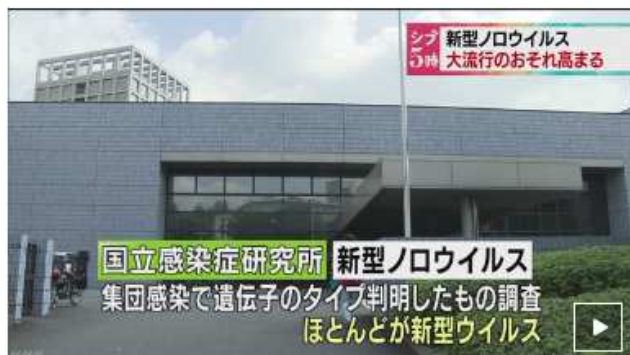 シブ5時
新型ノロウイルス
大流行のおそれ高まる
国立感染症研究所 新型ノロウイルス
集団感染で遺伝子のタイプ判明したもの調査
ほとんどが新型ウイルス